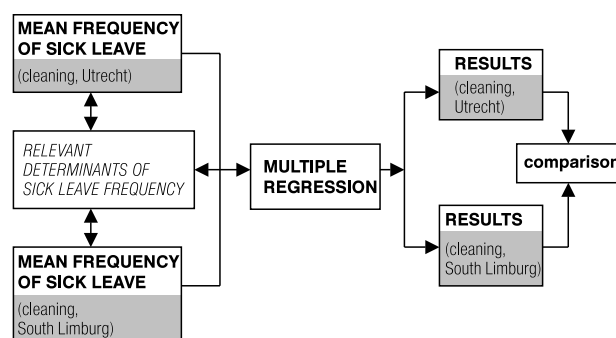 MEAN FREQUENCY
OF SICK LEAVE
(cleaning, Utrecht)
RELEVANT
DETERMINANTS OF
SICK LEAVE FREQUENCY
MEAN FREQUENCY
OF SICK LEAVE
(cleaning,
South Limburg)
MULTIPLE
REGRESSION
RESULTS
(cleaning,
Utrecht)
RESULTS
(cleaning,
South Limburg)
comparison